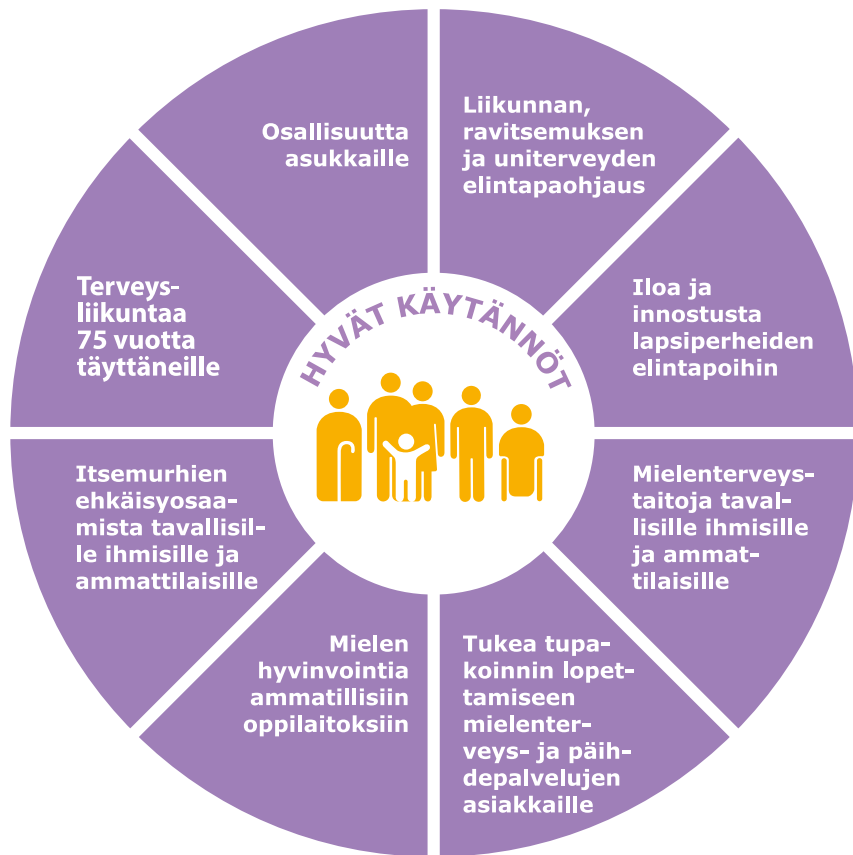 HYVÄT KÄYTÄNNÖT
Liikunnan,
ravitsemuksen
ja uniterveyden
elintapaohjaus
Iloa ja
innostusta
lapsiperheiden
elintapoihin
Mielenterveys-
taitoja taval-
lisille ihmisille
ja ammat-
tilaisille
Tukea tupa-
koinnin lopet-
tamiseen
mielenter-
veys- ja päih-
depalvelujen
asiakkaille
Mielen
hyvinvointia
ammatillisiin
oppilaitoksiin
Itsemurhien
ehkäisyosaa-
mista tavallisil-
le ihmisille ja
ammattilaisille
Terveys-
liikuntaa
75 vuotta
täyttäneille
Osallisuutta
asukkaille